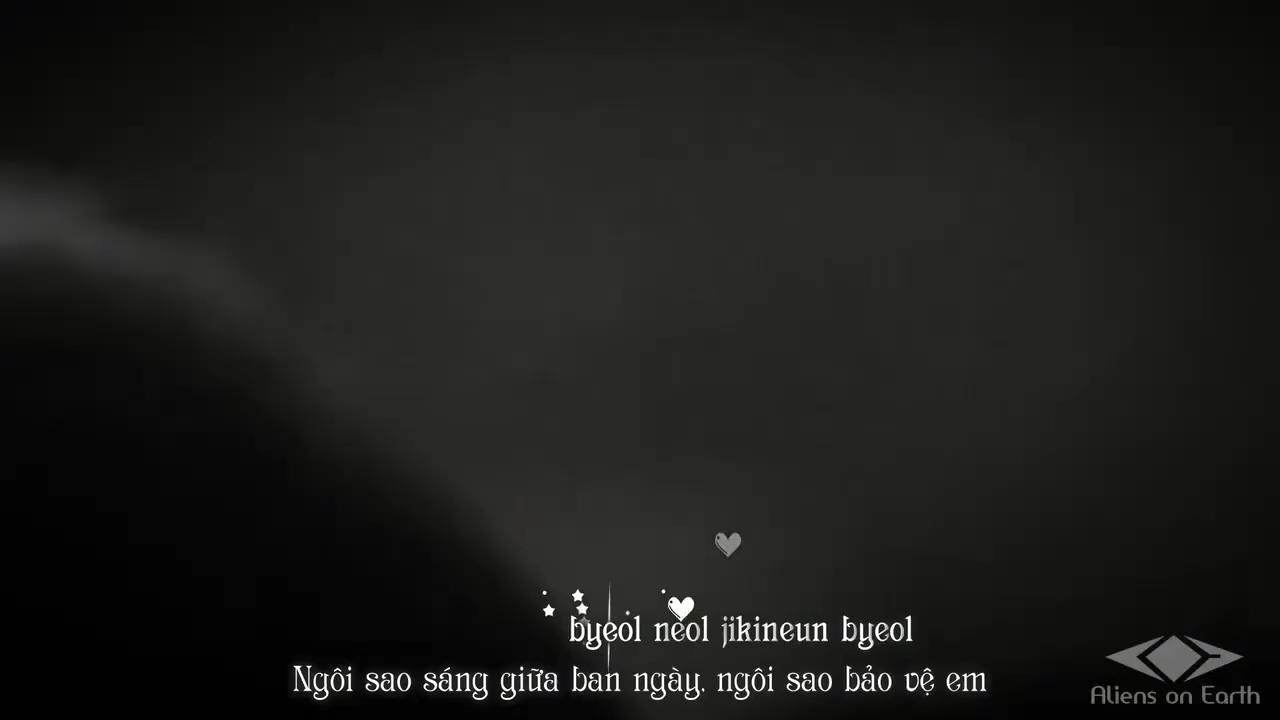 byeol neol jikineun byeol
Ngôi sao sáng giữa ban ngày, ngôi sao bảo vệ em
Aliens on Earth